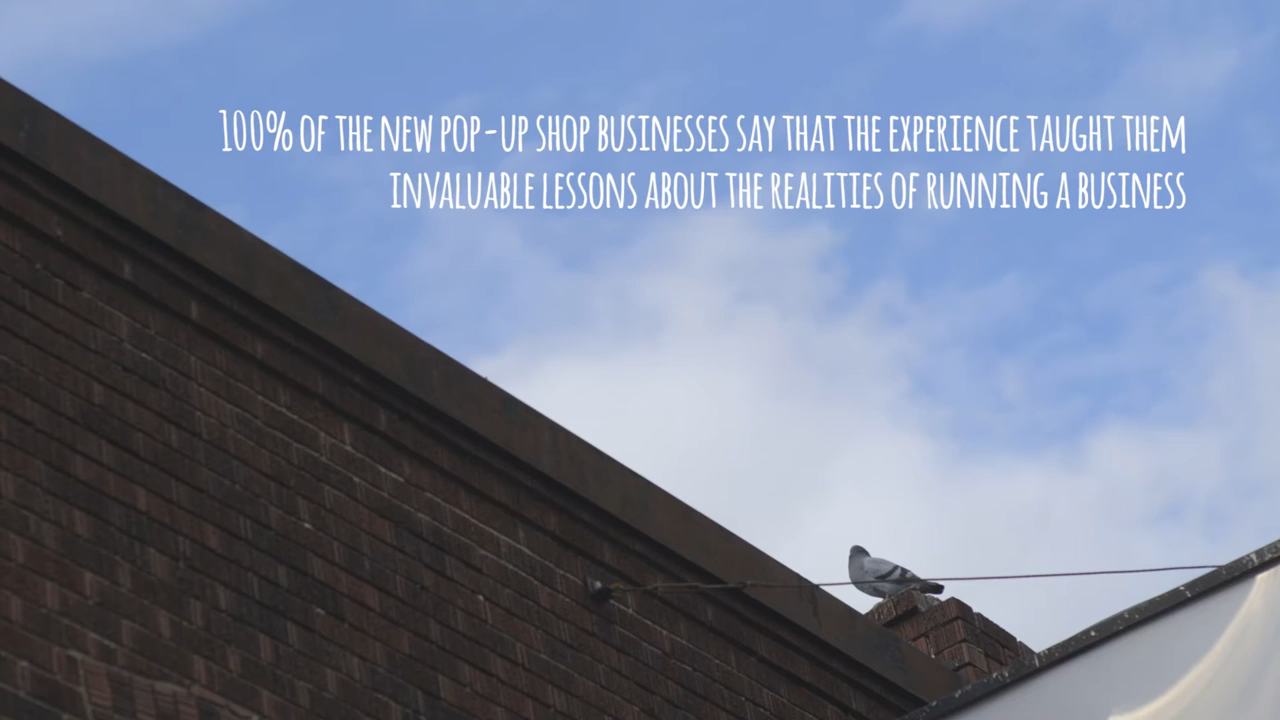 100% OF THE NEW POP-UP SHOP BUSINESSES SAY THAT THE EXPERIENCE TAUGHT THEM
INVALUABLE LESSONS ABOUT THE REALITIES OF RUNNING A BUSINESS